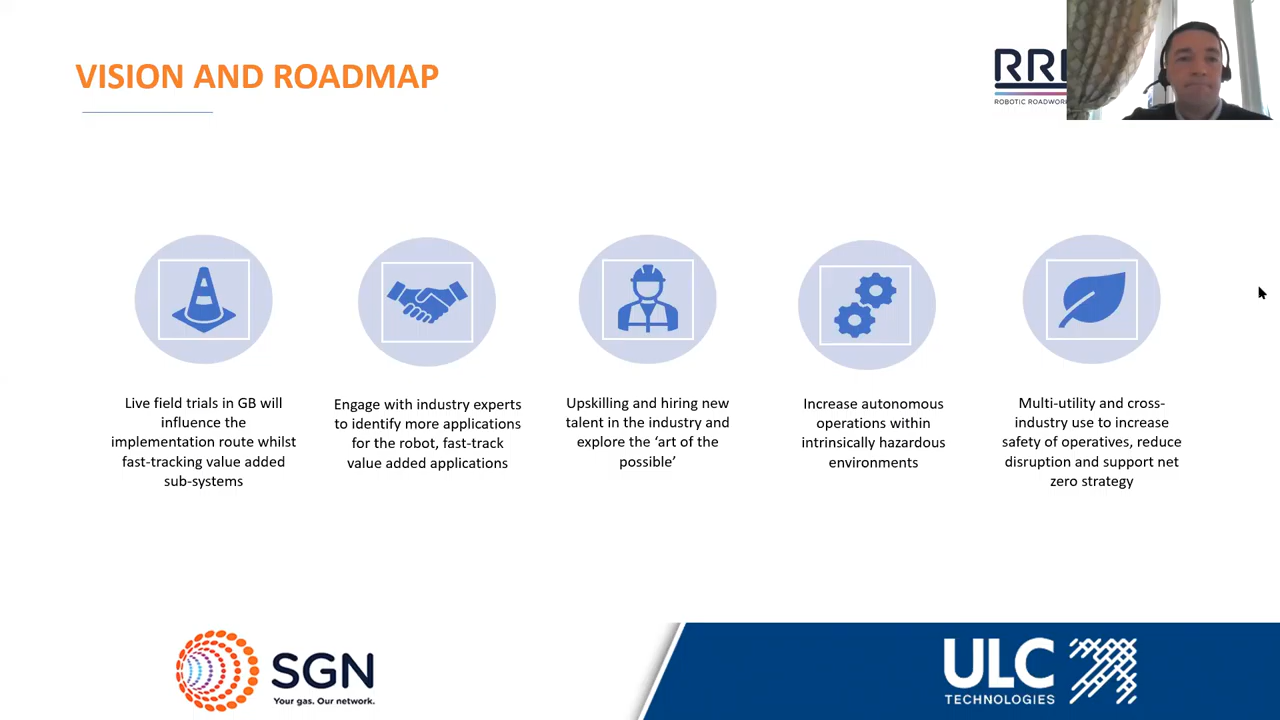 VISION AND ROADMAP
ROBOTIC
Live field trials in GB will
influence the
implementation route whilst
fast-tracking value added
sub-systems
Engage with industry experts
to identify more applications
for the robot, fast-track
value added applications
Upskilling and hiring new
talent in the industry and
explore the ‘art of the
possible’
Increase autonomous
operations within
intrinsically hazardous
environments
Multi-utility and cross-
industry use to increase
safety of operatives, reduce
disruption and support net
zero strategy
SGN
Your gas. Our network.
ULC
TECHNOLOGIES